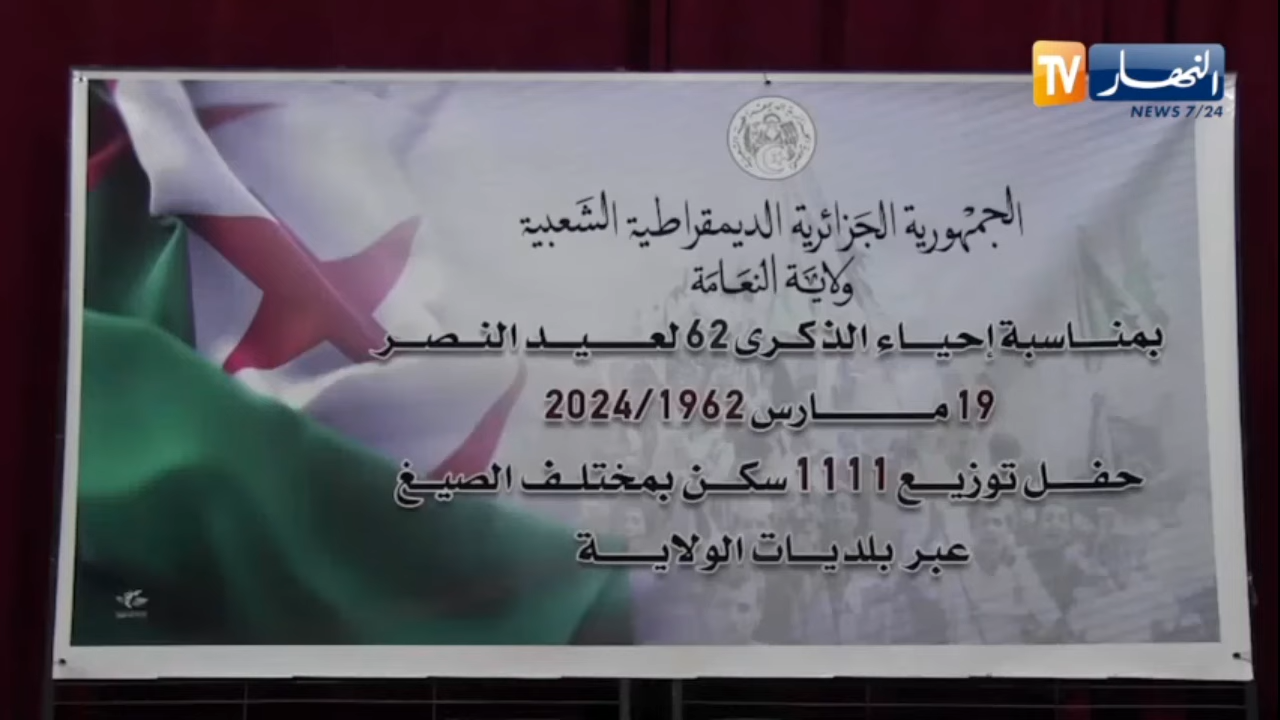 النهار TV
NEWS 7/24
الجمهورية الجزائرية الديمقراطية الشعبية
ولاية النعامة
بمناسبة إحياء الذكرى 62 لعيد النصر
19 مارس 2024/1962
حفل توزيع 1111 سكن بمختلف الصيغ
عبر بلديات الولاية